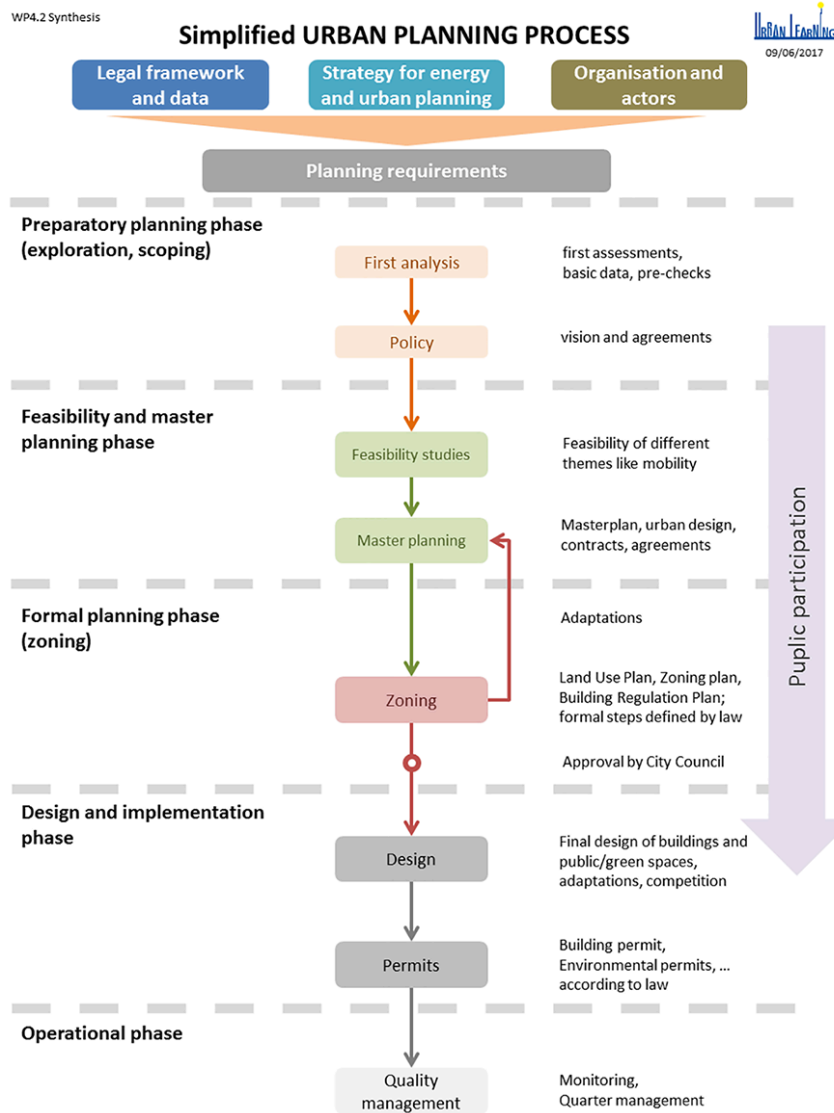 WP4.2 Synthesis
Simplified URBAN PLANNING PROCESS
URBAN LEARNING
09/06/2017
Legal framework
and data
Strategy for energy
and urban planning
Organisation and
actors
Planning requirements
Preparatory planning phase
(exploration, scoping)
First analysis
first assessments,
basic data, pre-checks
Policy
vision and agreements
Feasibility and master
planning phase
Feasibility studies
Feasibility of different
themes like mobility
Master planning
Masterplan, urban design,
contracts, agreements
Puplic participation
Formal planning phase
(zoning)
Adaptations
Zoning
Land Use Plan, Zoning plan,
Building Regulation Plan;
formal steps defined by law
Approval by City Council
Design and implementation
phase
Design
Final design of buildings and
public/green spaces,
adaptations, competition
Permits
Building permit,
Environmental permits, ...
according to law
Operational phase
Quality
management
Monitoring,
Quarter management